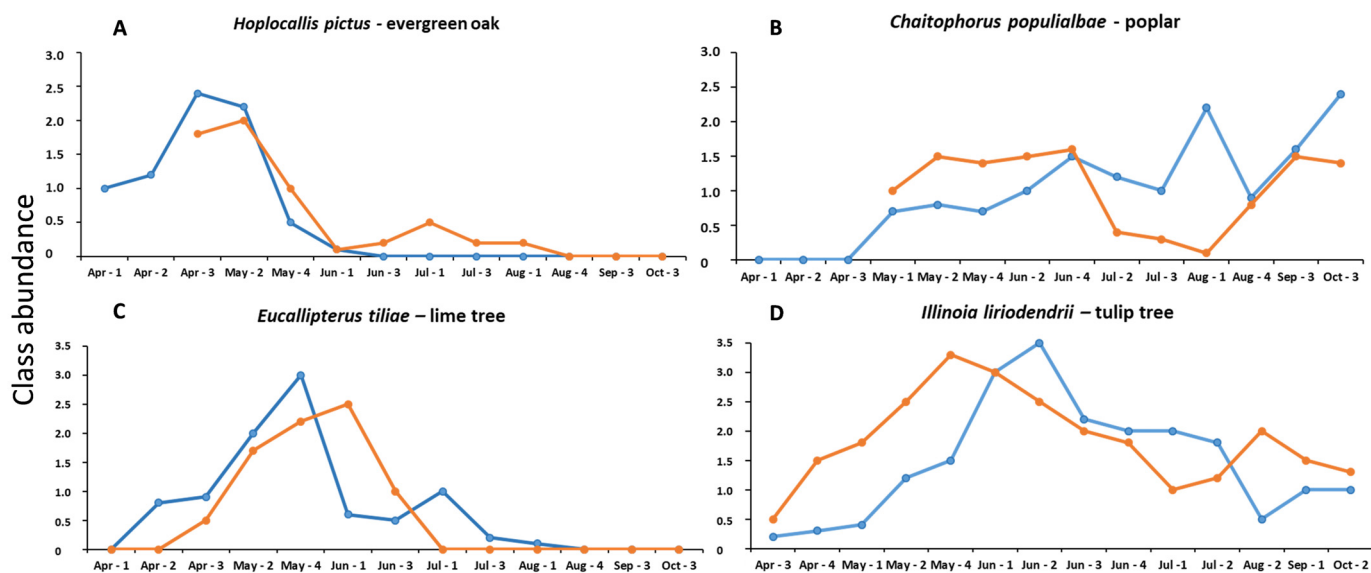 A
Hoplocallis pictus - evergreen oak
3.0
2.5
2.0
1.5
1.0
0.5
0
Apr - 1 Apr - 2 Apr - 3 May - 2 May - 4 Jun - 1 Jun - 3 Jul - 1 Jul - 3 Aug - 1 Aug - 4 Sep - 3 Oct - 3
B
Chaitophorus populialbae - poplar
3.0
2.5
2.0
1.5
1.0
0.5
0
Apr - 1 Apr - 2 Apr - 3 May - 1 May - 2 May - 4 Jun - 2 Jun - 4 Jul - 2 Jul - 3 Aug - 1 Aug - 4 Sep - 3 Oct - 3
Class abundance
C
Eucallipterus tiliae – lime tree
3.5
3.0
2.5
2.0
1.5
1.0
0.5
0
Apr - 1 Apr - 2 Apr - 3 May - 2 May - 4 Jun - 1 Jun - 3 Jul - 1 Jul - 3 Aug - 1 Aug - 4 Sep - 3 Oct - 3
D
Illinoia liriodendrii – tulip tree
3.5
3.0
2.5
2.0
1.5
1.0
0.5
0
Apr - 3 Apr - 4 May - 1 May - 2 May - 4 Jun - 1 Jun - 2 Jun - 3 Jun - 4 Jul - 1 Jul - 2 Aug - 2 Sep - 1 Oct - 2